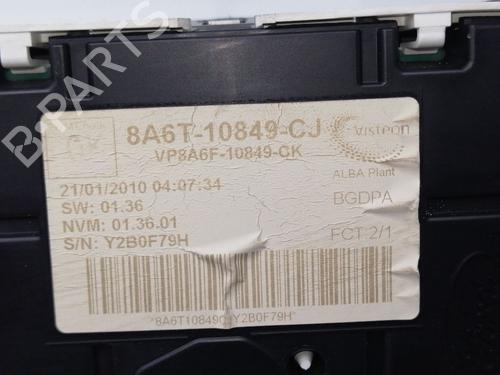 B-PARTS
8A6T-10849-CJ
Visteon
VP8A6F-10849-CK
ALBA Plant
21/01/2010 04:07:34
BGDPA
SW: 01.36
NVM: 01.36.01
FCT 2/1
S/N: Y2B0F79H
*8A6T10849CJY2B0F79H*